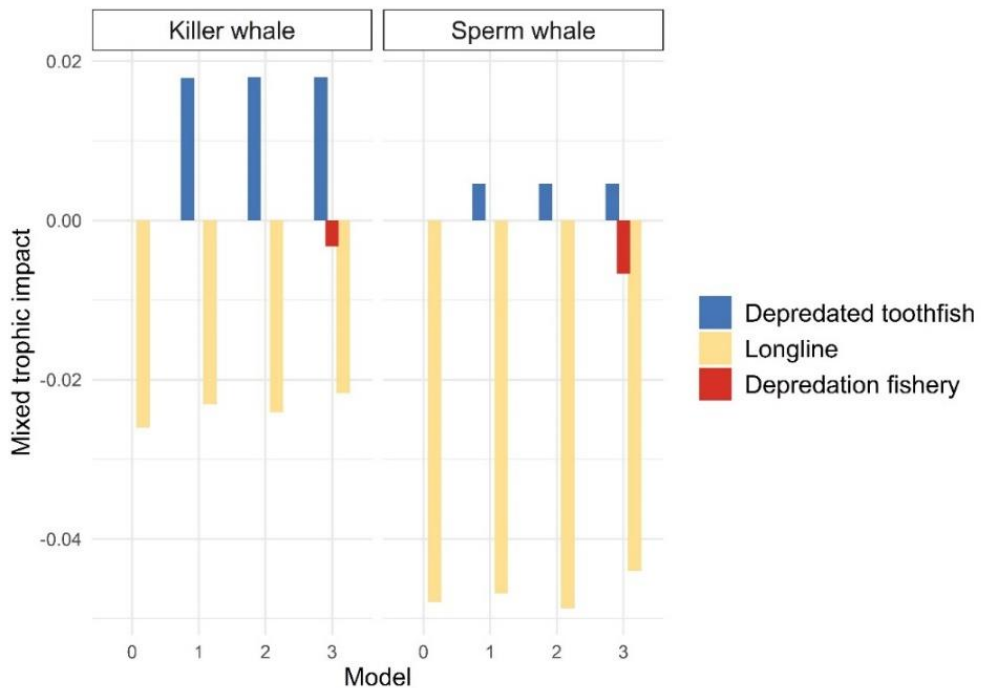 Killer whale
Sperm whale
0.02
0.00
-0.02
-0.04
Mixed trophic impact
0 1 2 3
0 1 2 3
Model
Depredated toothfish
Longline
Depredation fishery